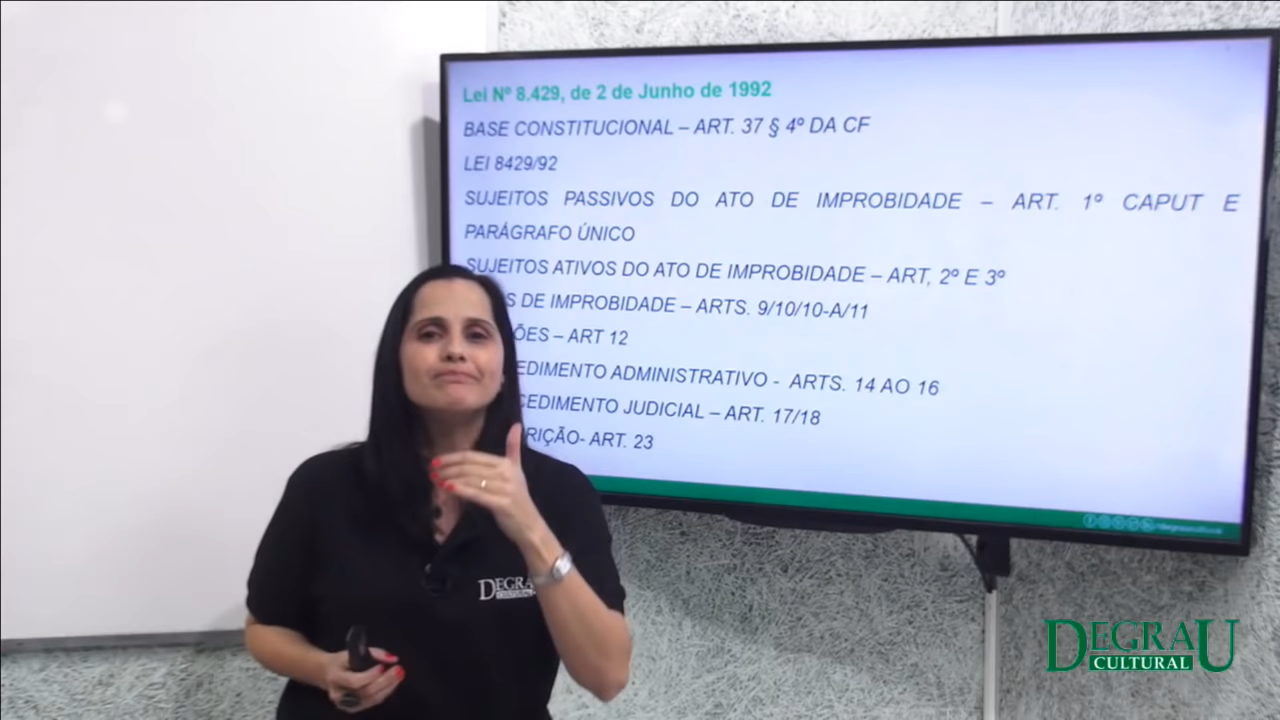 Lei Nº 8.429, de 2 de Junho de 1992
BASE CONSTITUCIONAL – ART. 37 § 4º DA CF
LEI 8429/92
SUJEITOS PASSIVOS DO ATO DE IMPROBIDADE – ART. 1º CAPUT E
PARÁGRAFO ÚNICO
SUJEITOS ATIVOS DO ATO DE IMPROBIDADE – ART, 2º E 3º
S DE IMPROBIDADE – ARTS. 9/10/10-A/11
ÕES – ART 12
EDIMENTO ADMINISTRATIVO - ARTS. 14 AO 16
CEDIMENTO JUDICIAL – ART. 17/18
RIÇÃO- ART. 23
DEGRAU
CULTURAL